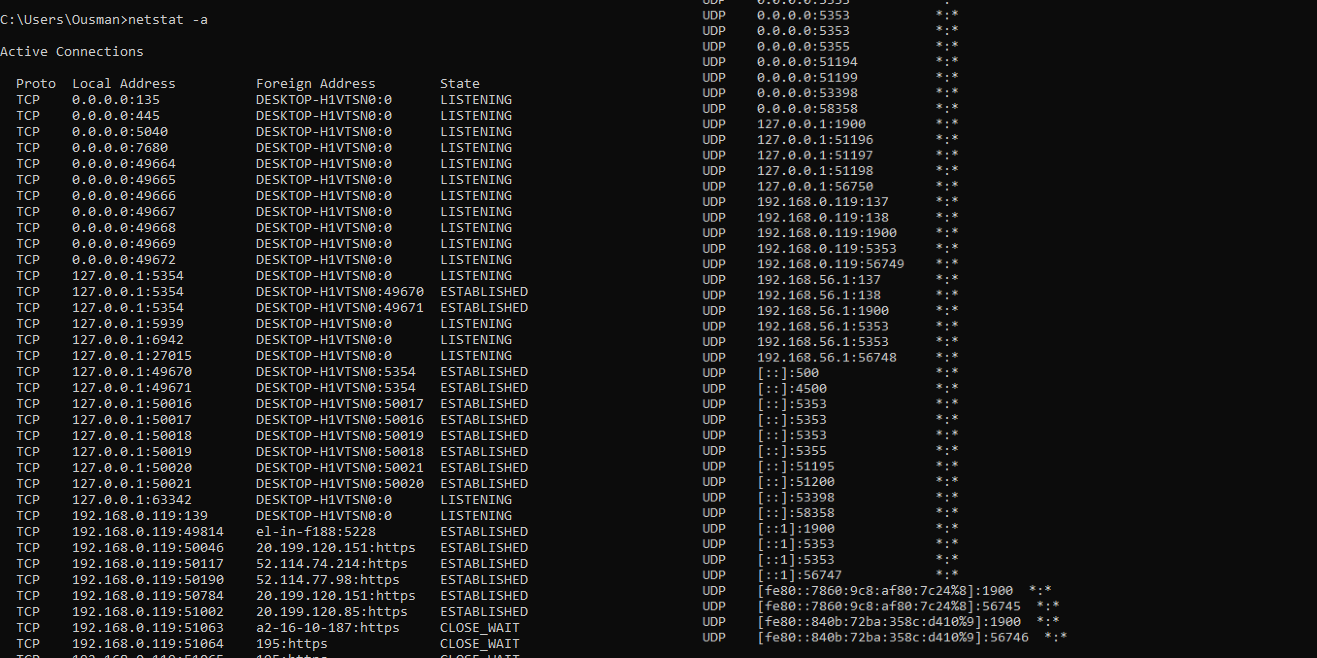 C:\Users\Ousman>netstat -a
Active Connections
Proto  Local Address          Foreign Address        State
TCP    0.0.0.0:135            DESKTOP-H1VTSN0:0      LISTENING
TCP    0.0.0.0:445            DESKTOP-H1VTSN0:0      LISTENING
TCP    0.0.0.0:5040           DESKTOP-H1VTSN0:0      LISTENING
TCP    0.0.0.0:7680           DESKTOP-H1VTSN0:0      LISTENING
TCP    0.0.0.0:49664          DESKTOP-H1VTSN0:0      LISTENING
TCP    0.0.0.0:49665          DESKTOP-H1VTSN0:0      LISTENING
TCP    0.0.0.0:49666          DESKTOP-H1VTSN0:0      LISTENING
TCP    0.0.0.0:49667          DESKTOP-H1VTSN0:0      LISTENING
TCP    0.0.0.0:49668          DESKTOP-H1VTSN0:0      LISTENING
TCP    0.0.0.0:49669          DESKTOP-H1VTSN0:0      LISTENING
TCP    0.0.0.0:49672          DESKTOP-H1VTSN0:0      LISTENING
TCP    127.0.0.1:5354         DESKTOP-H1VTSN0:0      LISTENING
TCP    127.0.0.1:5354         DESKTOP-H1VTSN0:49670  ESTABLISHED
TCP    127.0.0.1:5354         DESKTOP-H1VTSN0:49671  ESTABLISHED
TCP    127.0.0.1:5939         DESKTOP-H1VTSN0:0      LISTENING
TCP    127.0.0.1:6942         DESKTOP-H1VTSN0:0      LISTENING
TCP    127.0.0.1:27015        DESKTOP-H1VTSN0:0      LISTENING
TCP    127.0.0.1:49670        DESKTOP-H1VTSN0:5354   ESTABLISHED
TCP    127.0.0.1:49671        DESKTOP-H1VTSN0:5354   ESTABLISHED
TCP    127.0.0.1:50016        DESKTOP-H1VTSN0:50017  ESTABLISHED
TCP    127.0.0.1:50017        DESKTOP-H1VTSN0:50016  ESTABLISHED
TCP    127.0.0.1:50018        DESKTOP-H1VTSN0:50019  ESTABLISHED
TCP    127.0.0.1:50019        DESKTOP-H1VTSN0:50018  ESTABLISHED
TCP    127.0.0.1:50020        DESKTOP-H1VTSN0:50021  ESTABLISHED
TCP    127.0.0.1:50021        DESKTOP-H1VTSN0:50020  ESTABLISHED
TCP    127.0.0.1:63342        DESKTOP-H1VTSN0:0      LISTENING
TCP    192.168.0.119:139      DESKTOP-H1VTSN0:0      LISTENING
TCP    192.168.0.119:49814    el-in-f188:5228        ESTABLISHED
TCP    192.168.0.119:50046    20.199.120.151:https   ESTABLISHED
TCP    192.168.0.119:50117    52.114.74.214:https    ESTABLISHED
TCP    192.168.0.119:50190    52.114.77.98:https     ESTABLISHED
TCP    192.168.0.119:50784    20.199.120.151:https   ESTABLISHED
TCP    192.168.0.119:51002    20.199.120.85:https    ESTABLISHED
TCP    192.168.0.119:51063    a2-16-10-187:https     CLOSE_WAIT
TCP    192.168.0.119:51064    195:https              CLOSE_WAIT
UDP    0.0.0.0:5353           *:*
UDP    0.0.0.0:5353           *:*
UDP    0.0.0.0:5355           *:*
UDP    0.0.0.0:51194          *:*
UDP    0.0.0.0:51199          *:*
UDP    0.0.0.0:53398          *:*
UDP    0.0.0.0:58358          *:*
UDP    127.0.0.1:1900         *:*
UDP    127.0.0.1:51196        *:*
UDP    127.0.0.1:51197        *:*
UDP    127.0.0.1:51198        *:*
UDP    127.0.0.1:56750        *:*
UDP    192.168.0.119:137      *:*
UDP    192.168.0.119:138      *:*
UDP    192.168.0.119:1900     *:*
UDP    192.168.0.119:5353     *:*
UDP    192.168.0.119:56749    *:*
UDP    192.168.56.1:137       *:*
UDP    192.168.56.1:138       *:*
UDP    192.168.56.1:1900      *:*
UDP    192.168.56.1:5353      *:*
UDP    192.168.56.1:5353      *:*
UDP    192.168.56.1:56748     *:*
UDP    [::]:500               *:*
UDP    [::]:4500              *:*
UDP    [::]:5353              *:*
UDP    [::]:5353              *:*
UDP    [::]:5353              *:*
UDP    [::]:5355              *:*
UDP    [::]:51195             *:*
UDP    [::]:51200             *:*
UDP    [::]:53398             *:*
UDP    [::]:58358             *:*
UDP    [::1]:1900             *:*
UDP    [::1]:5353             *:*
UDP    [::1]:5353             *:*
UDP    [::1]:56747            *:*
UDP    [fe80::7860:9c8:af80:7c24%8]:1900  *:*
UDP    [fe80::7860:9c8:af80:7c24%8]:56745  *:*
UDP    [fe80::840b:72ba:358c:d410%9]:1900  *:*
UDP    [fe80::840b:72ba:358c:d410%9]:56746  *:*